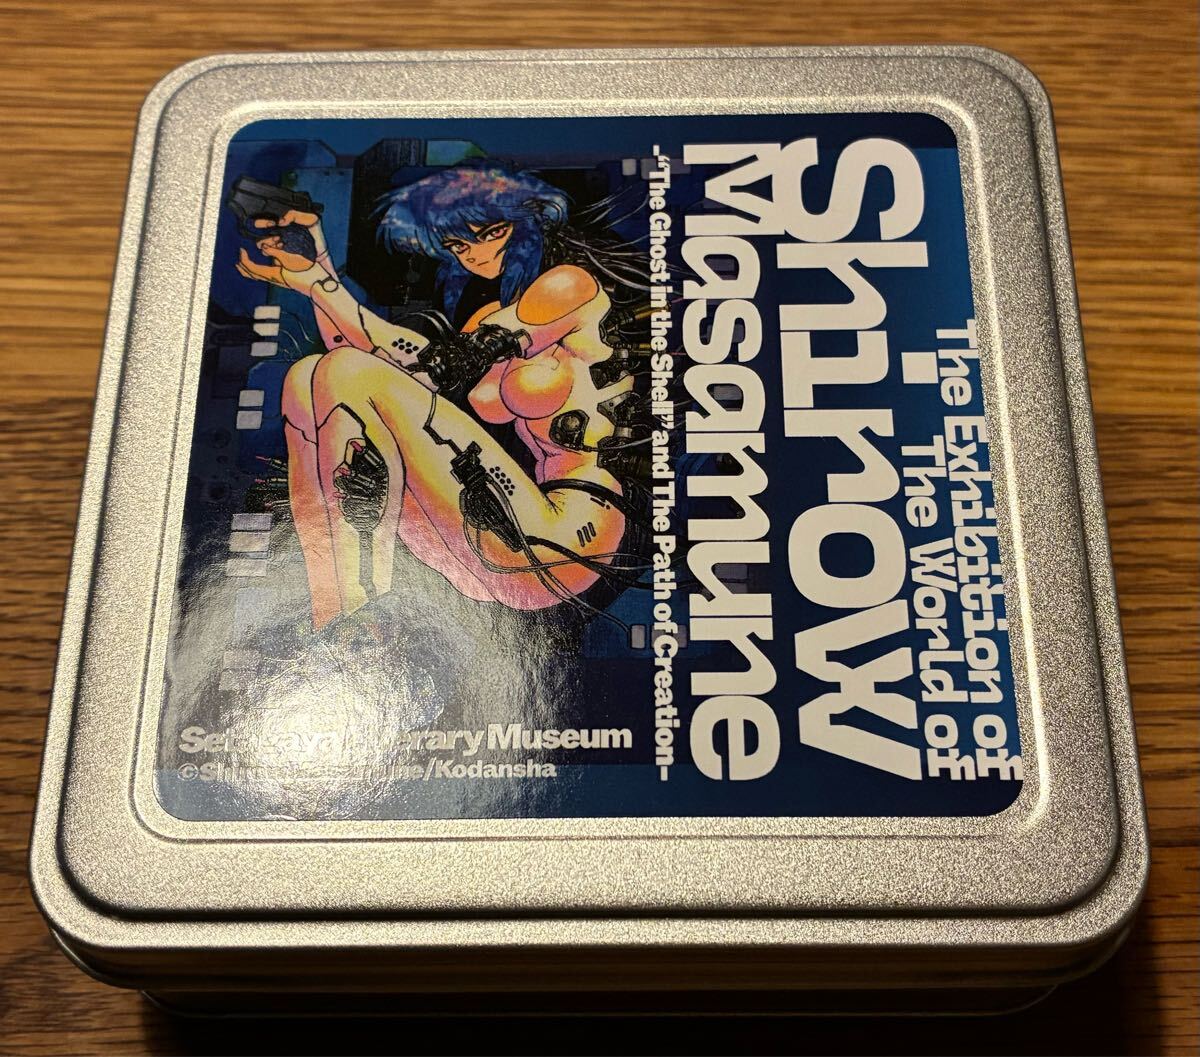 The Exhibition of
The World of
Shirow
Masamune
-"The Ghost in the Shell" and The Path of Creation-
Museum
/Kodansha